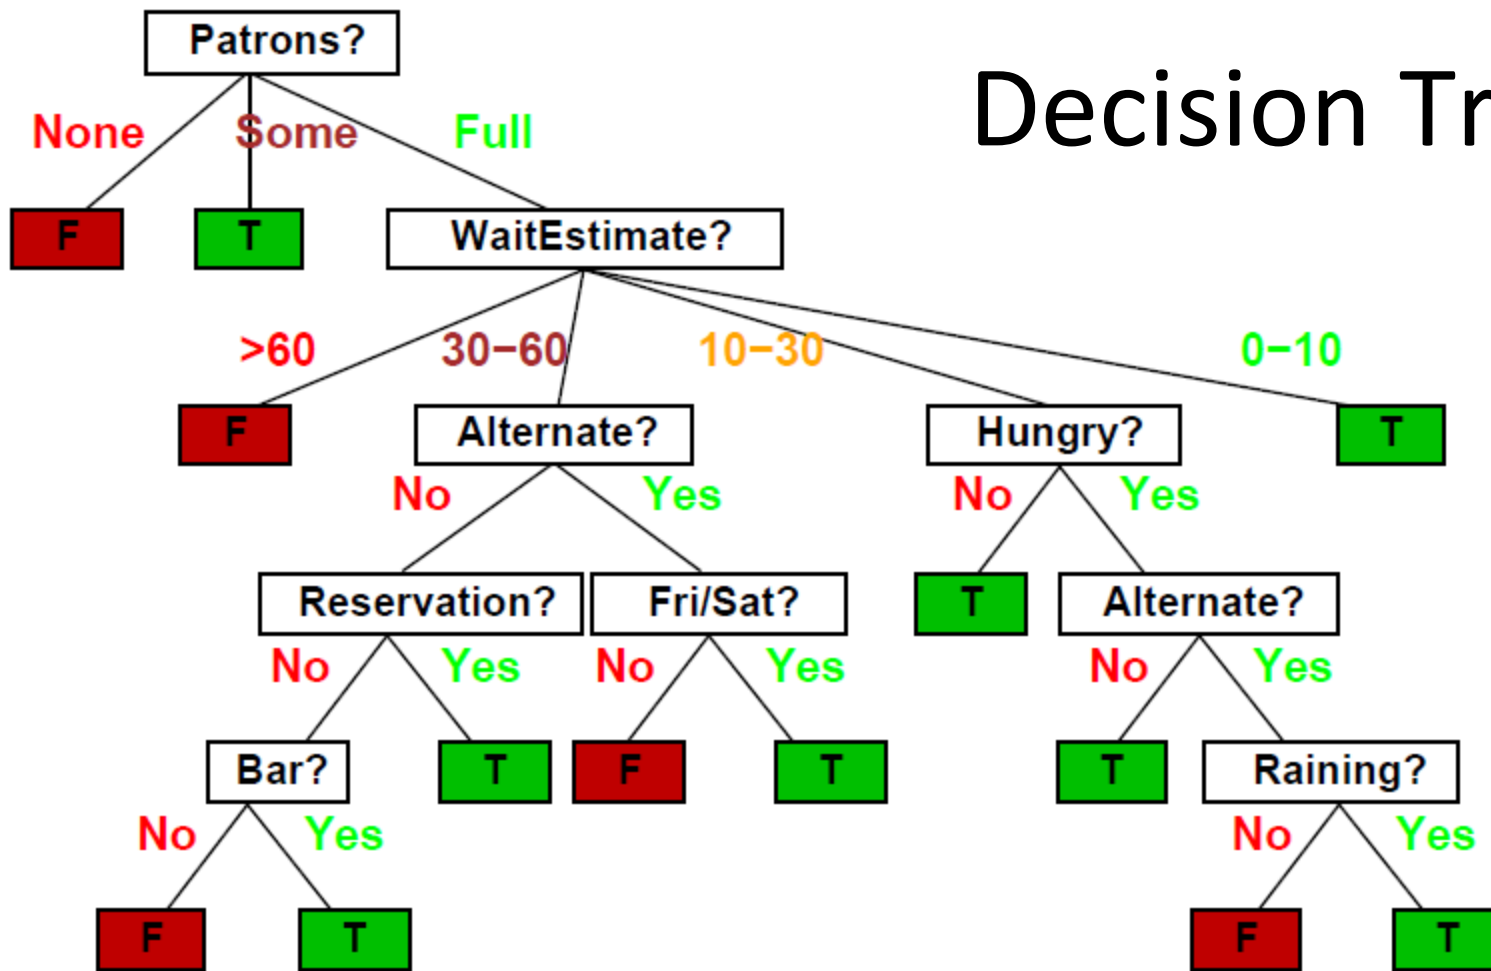 Patrons?
Decision Tr
None Some Full
F T WaitEstimate?
>60 30−60 10−30 0−10
F Alternate? Hungry? T
No Yes No Yes
Reservation? Fri/Sat? T Alternate?
No Yes No Yes No Yes
Bar? T F T T Raining?
No Yes No Yes
F T F T